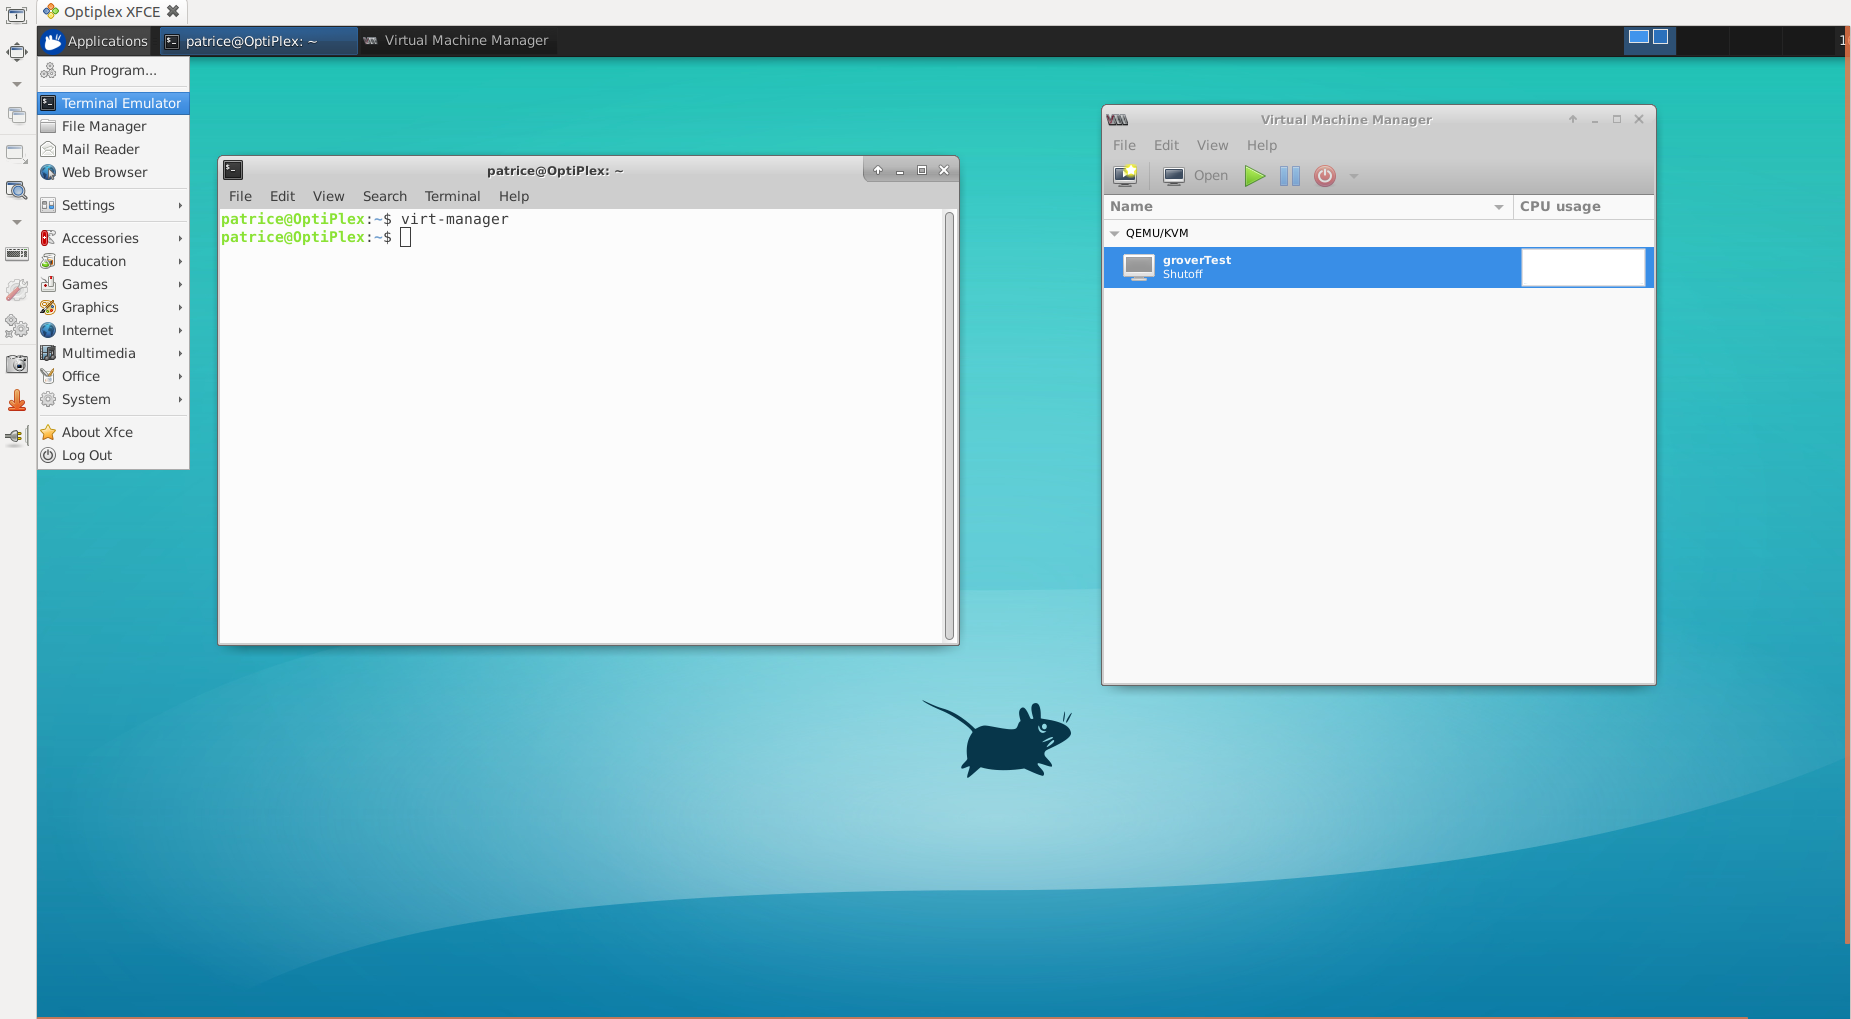 Optiplex XFCE
Applications
patrice@OptiPlex: ~
Virtual Machine Manager
Run Program...
Terminal Emulator
File Manager
Mail Reader
Web Browser
Settings
Accessories
Education
Games
Graphics
Internet
Multimedia
Office
System
About Xfce
Log Out
patrice@OptiPlex: ~
File Edit View Search Terminal Help
patrice@OptiPlex:~$ virt-manager
patrice@OptiPlex:~$
Virtual Machine Manager
File Edit View Help
Open
Name CPU usage
QEMU/KVM
groverTest
Shutoff